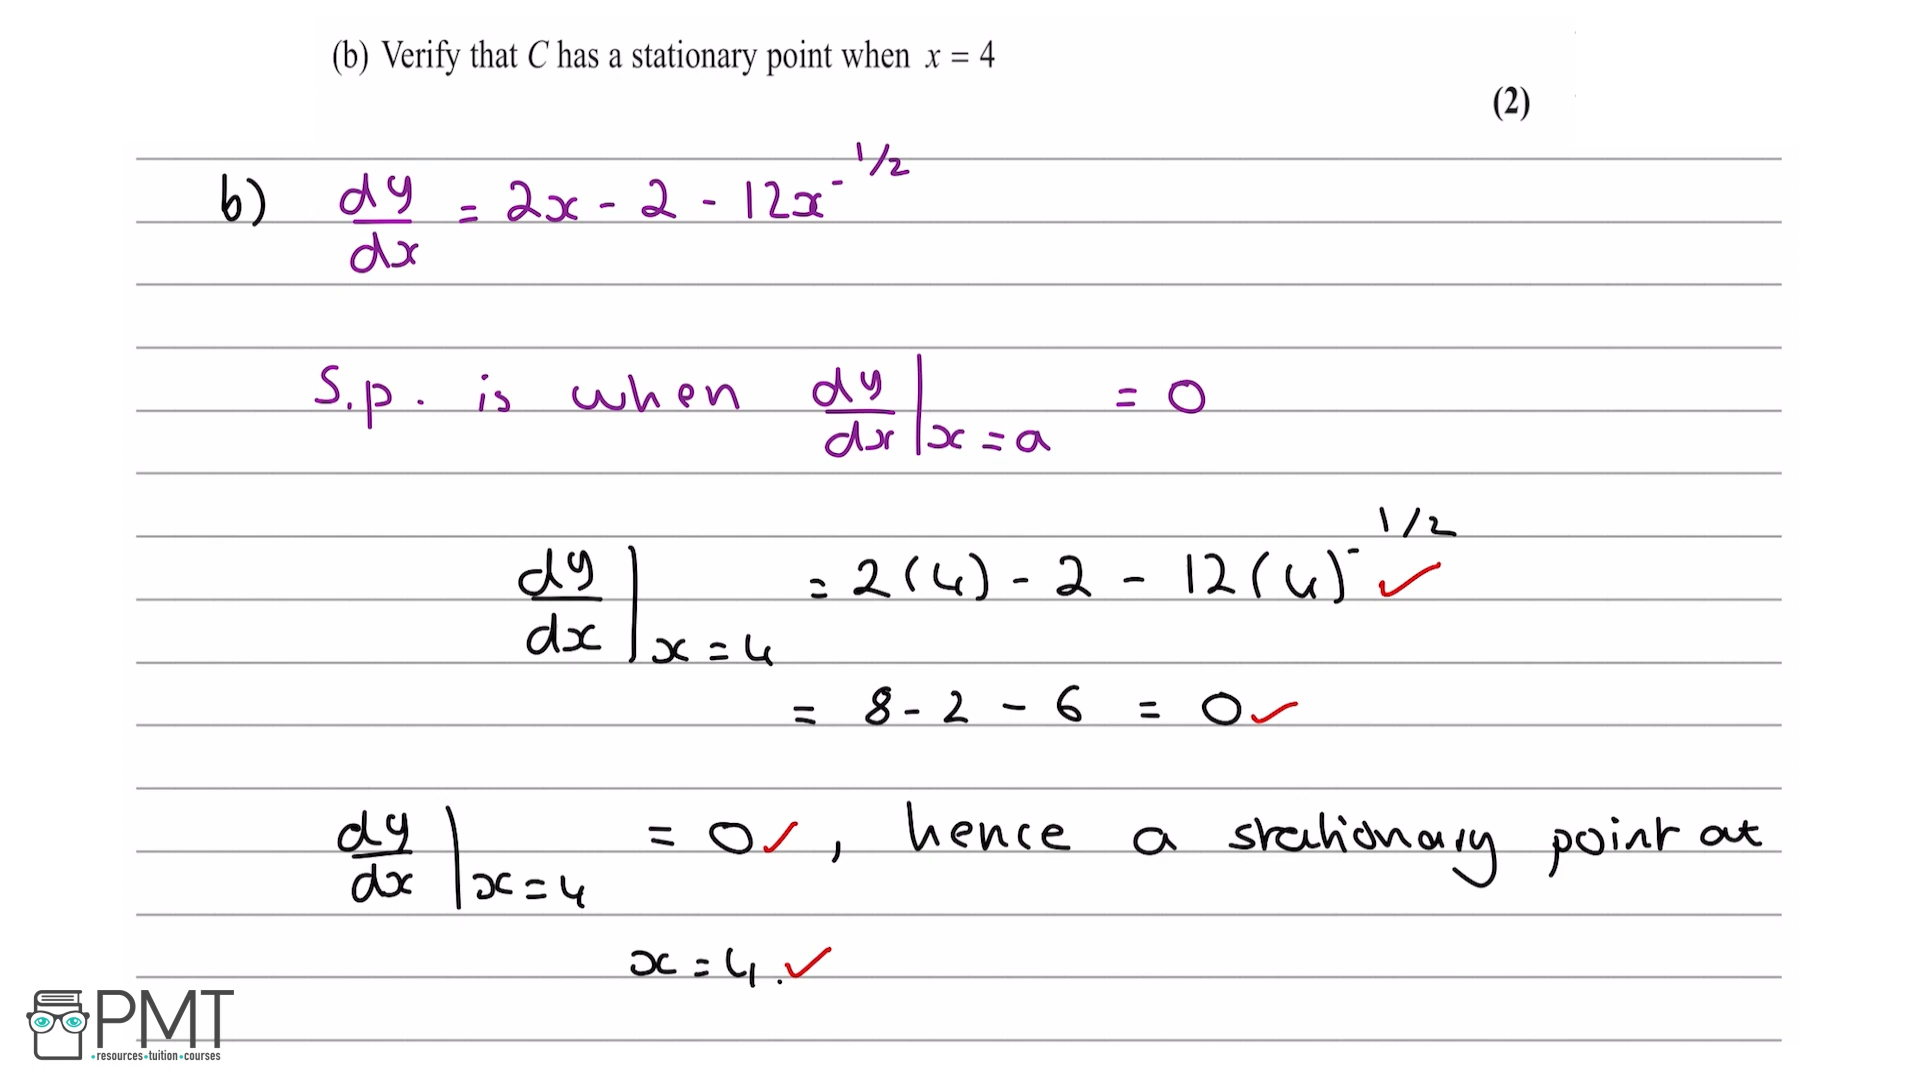 (b) Verify that C has a stationary point when x = 4
(2)
b) dy/dx = 2x - 2 - 12x^-1/2
S.p. is when dy/dx | x=a = 0
dy/dx | x=4 = 2(4) - 2 - 12(4)^-1/2 ✓
= 8 - 2 - 6 = 0 ✓
dy/dx | x=4 = 0 ✓, hence a stationary point at
x = 4. ✓
PMT
•resources•tuition•courses